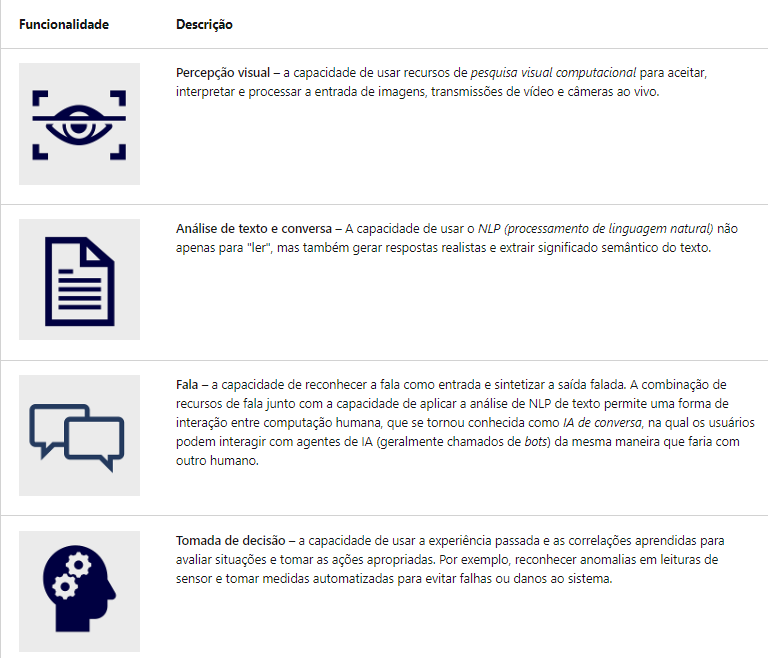 Funcionalidade
Descrição
Percepção visual – a capacidade de usar recursos de pesquisa visual computacional para aceitar,
interpretar e processar a entrada de imagens, transmissões de vídeo e câmeras ao vivo.
Análise de texto e conversa – A capacidade de usar o NLP (processamento de linguagem natural) não
apenas para "ler", mas também gerar respostas realistas e extrair significado semântico do texto.
Fala – a capacidade de reconhecer a fala como entrada e sintetizar a saída falada. A combinação de
recursos de fala junto com a capacidade de aplicar a análise de NLP de texto permite uma forma de
interação entre computação humana, que se tornou conhecida como IA de conversa, na qual os usuários
podem interagir com agentes de IA (geralmente chamados de bots) da mesma maneira que faria com
outro humano.
Tomada de decisão – a capacidade de usar a experiência passada e as correlações aprendidas para
avaliar situações e tomar as ações apropriadas. Por exemplo, reconhecer anomalias em leituras de
sensor e tomar medidas automatizadas para evitar falhas ou danos ao sistema.